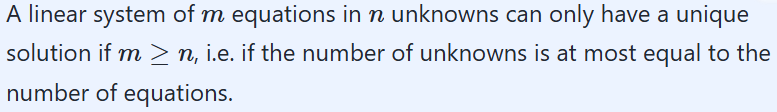 A linear system of m equations in n unknowns can only have a unique
solution if m ≥ n, i.e. if the number of unknowns is at most equal to the
number of equations.